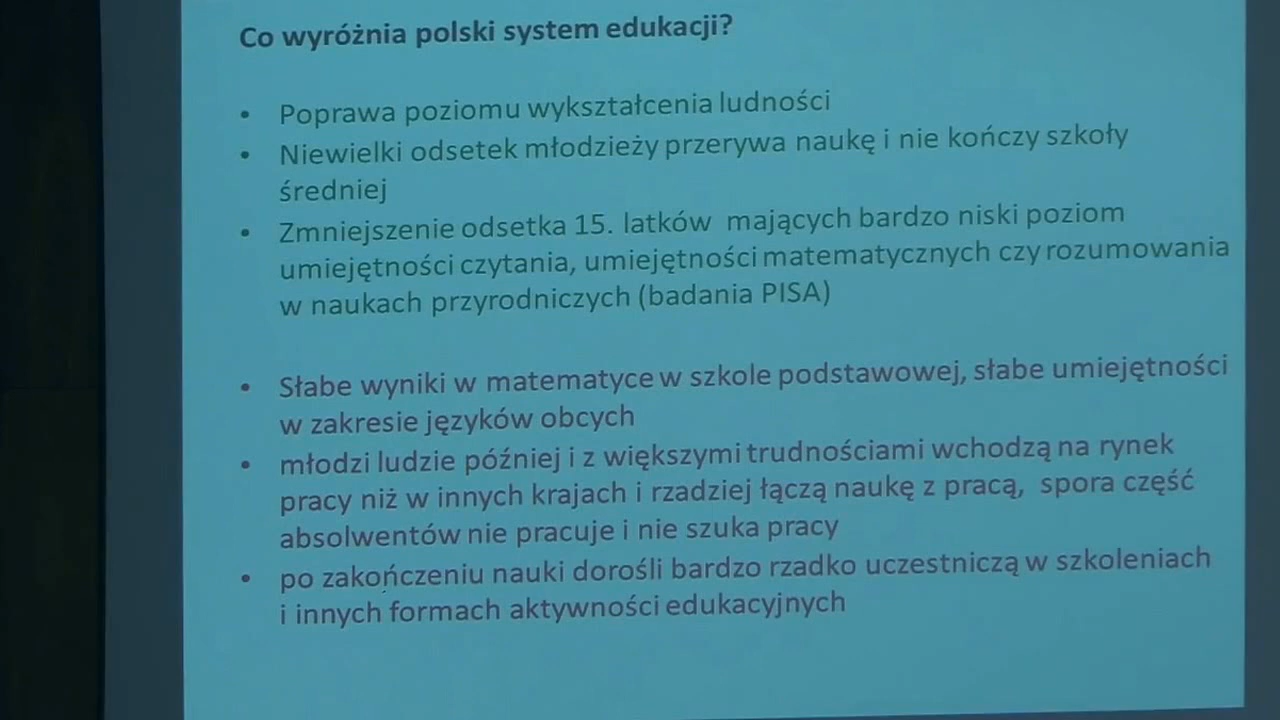 Co wyróżnia polski system edukacji?
• Poprawa poziomu wykształcenia ludności
• Niewielki odsetek młodzieży przerywa naukę i nie kończy szkoły
średniej
• Zmniejszenie odsetka 15. latków mających bardzo niski poziom
umiejętności czytania, umiejętności matematycznych czy rozumowania
w naukach przyrodniczych (badania PISA)
• Słabe wyniki w matematyce w szkole podstawowej, słabe umiejętności
w zakresie języków obcych
• młodzi ludzie później i z większymi trudnościami wchodzą na rynek
pracy niż w innych krajach i rzadziej łączą naukę z pracą, spora część
absolwentów nie pracuje i nie szuka pracy
• po zakończeniu nauki dorośli bardzo rzadko uczestniczą w szkoleniach
i innych formach aktywności edukacyjnych